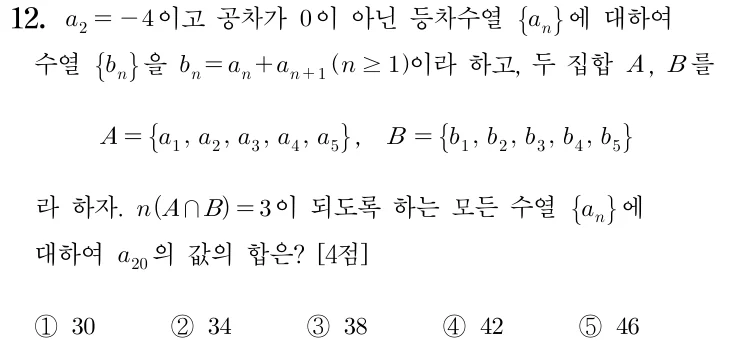 12. a₂ = −4이고 공차가 0이 아닌 등차수열 {aₙ}에 대하여
수열 {bₙ}을 bₙ = aₙ + aₙ₊₁ (n ≥ 1)이라 하고, 두 집합 A, B를
A = {a₁, a₂, a₃, a₄, a₅}, B = {b₁, b₂, b₃, b₄, b₅}
라 하자. n(A∩B) = 3이 되도록 하는 모든 수열 {aₙ}에
대하여 a₂₀의 값의 합은? [4점]
① 30 ② 34 ③ 38 ④ 42 ⑤ 46